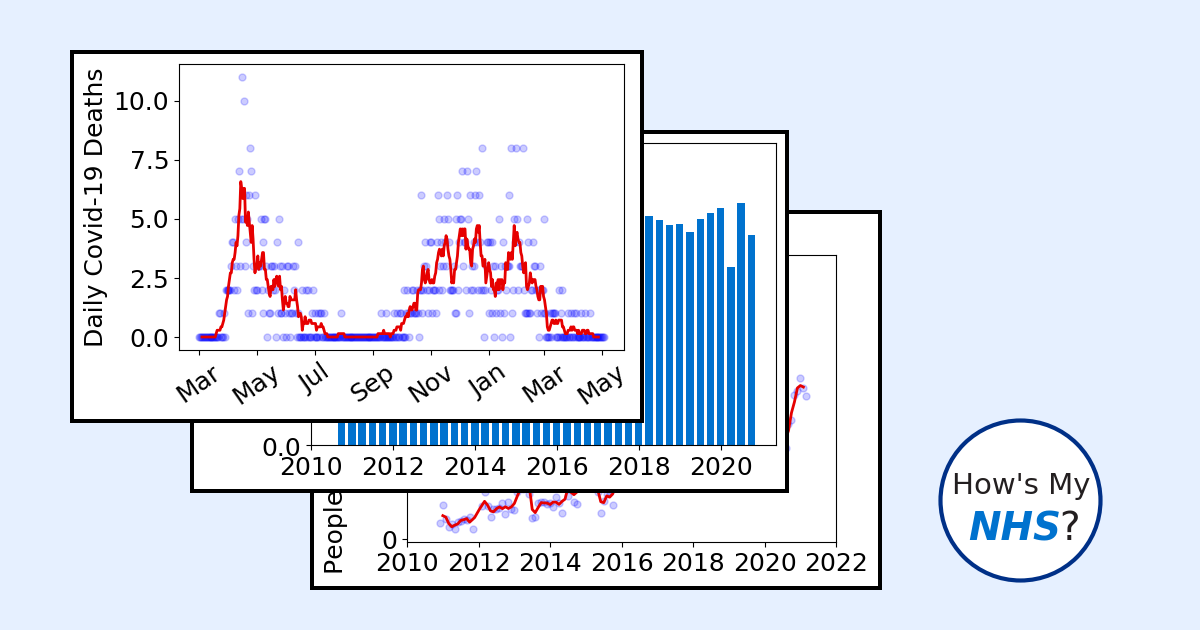 Daily Covid-19 Deaths
10.0
7.5
5.0
2.5
0.0
Mar May Jul Sep Nov Jan Mar May
0.0
2010 2012 2014 2016 2018 2020
People
0
2010 2012 2014 2016 2018 2020 2022
How's My
NHS?